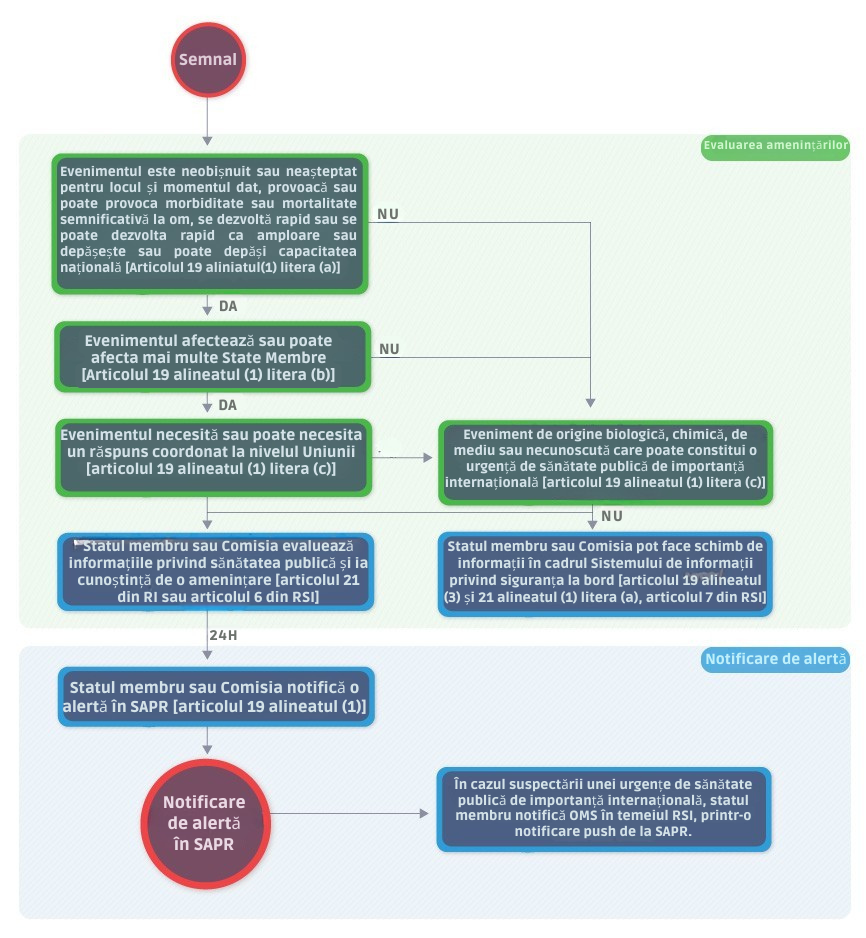 Semnal
Evaluarea amenințărilor
Evenimentul este neobișnuit sau neașteptat
pentru locul și momentul dat, provoacă sau
poate provoca morbiditate sau mortalitate
semnificativă la om, se dezvoltă rapid sau se
poate dezvolta rapid ca amploare sau
depășește sau poate depăși capacitatea
națională [Articolul 19 aliniatul(1) litera (a)]
NU
DA
Evenimentul afectează sau poate
afecta mai multe State Membre
[Articolul 19 alineatul (1) litera (b)]
NU
DA
Evenimentul necesită sau poate necesita
un răspuns coordonat la nivelul Uniunii
[articolul 19 alineatul (1) litera (c)]
Eveniment de origine biologică, chimică, de
mediu sau necunoscută care poate constitui o
urgență de sănătate publică de importanță
internațională [articolul 19 alineatul (1) litera (c)]
NU
Statul membru sau Comisia evaluează
informațiile privind sănătatea publică și ia
cunoștință de o amenințare [articolul 21
din RI sau articolul 6 din RSI]
Statul membru sau Comisia pot face schimb de
informații în cadrul Sistemului de informații
privind siguranța la bord [articolul 19 alineatul
(3) și 21 alineatul (1) litera (a), articolul 7 din RSI]
24H
Notificare de alertă
Statul membru sau Comisia notifică o
alertă în SAPR [articolul 19 alineatul (1)]
Notificare
de alertă
în SAPR
În cazul suspectării unei urgențe de sănătate
publică de importanță internațională, statul
membru notifică OMS în temeiul RSI, printr-o
notificare push de la SAPR.